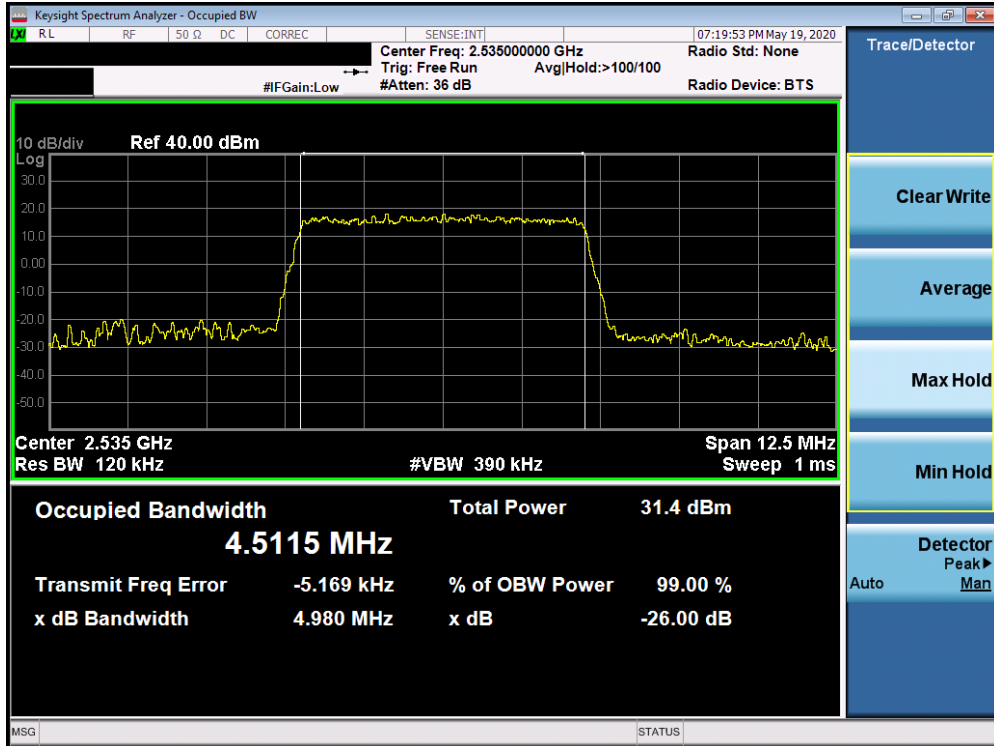 Keysight Spectrum Analyzer - Occupied BW
LXI RL RF 50 Ω DC CORREC SENSE:INT 07:19:53 PM May 19, 2020
Center Freq: 2.535000000 GHz Radio Std: None
Trig: Free Run Avg|Hold:>100/100
#IFGain:Low #Atten: 36 dB Radio Device: BTS
Trace/Detector
10 dB/div Ref 40.00 dBm
Log
30.0
20.0
10.0
0.00
-10.0
-20.0
-30.0
-40.0
-50.0
Center 2.535 GHz Span 12.5 MHz
Res BW 120 kHz #VBW 390 kHz Sweep 1 ms
Occupied Bandwidth Total Power 31.4 dBm
4.5115 MHz
Transmit Freq Error -5.169 kHz % of OBW Power 99.00 %
x dB Bandwidth 4.980 MHz x dB -26.00 dB
Clear Write
Average
Max Hold
Min Hold
Detector
Peak▶
Auto Man
MSG STATUS